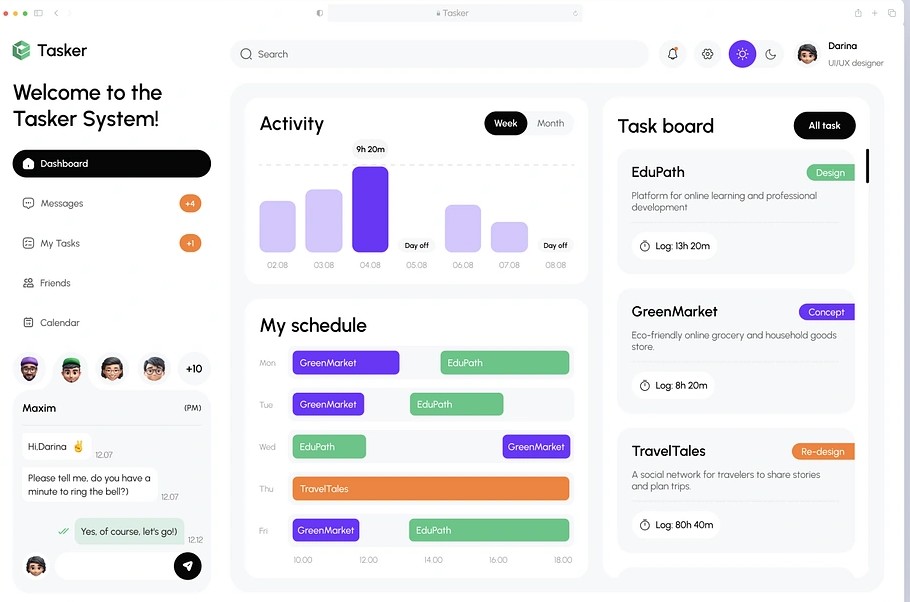 Tasker
Tasker
Search
Darina
UI/UX designer
Welcome to the
Tasker System!
Dashboard
Messages
+4
My Tasks
+1
Friends
Calendar
+10
Maxim
(PM)
Hi,Darina ✌️
12.07
Please tell me, do you have a
minute to ring the bell?)
12.07
Yes, of course, let's go!)
12.12
Activity
Week
Month
9h 20m
Day off
Day off
02.08
03.08
04.08
05.08
06.08
07.08
08.08
My schedule
Mon
GreenMarket
EduPath
Tue
GreenMarket
EduPath
Wed
EduPath
GreenMarket
Thu
TravelTales
Fri
GreenMarket
EduPath
10:00
12:00
14:00
16:00
18:00
Task board
All task
EduPath
Design
Platform for online learning and professional
development
Log: 13h 20m
GreenMarket
Concept
Eco-friendly online grocery and household goods
store.
Log: 8h 20m
TravelTales
Re-design
A social network for travelers to share stories
and plan trips.
Log: 80h 40m